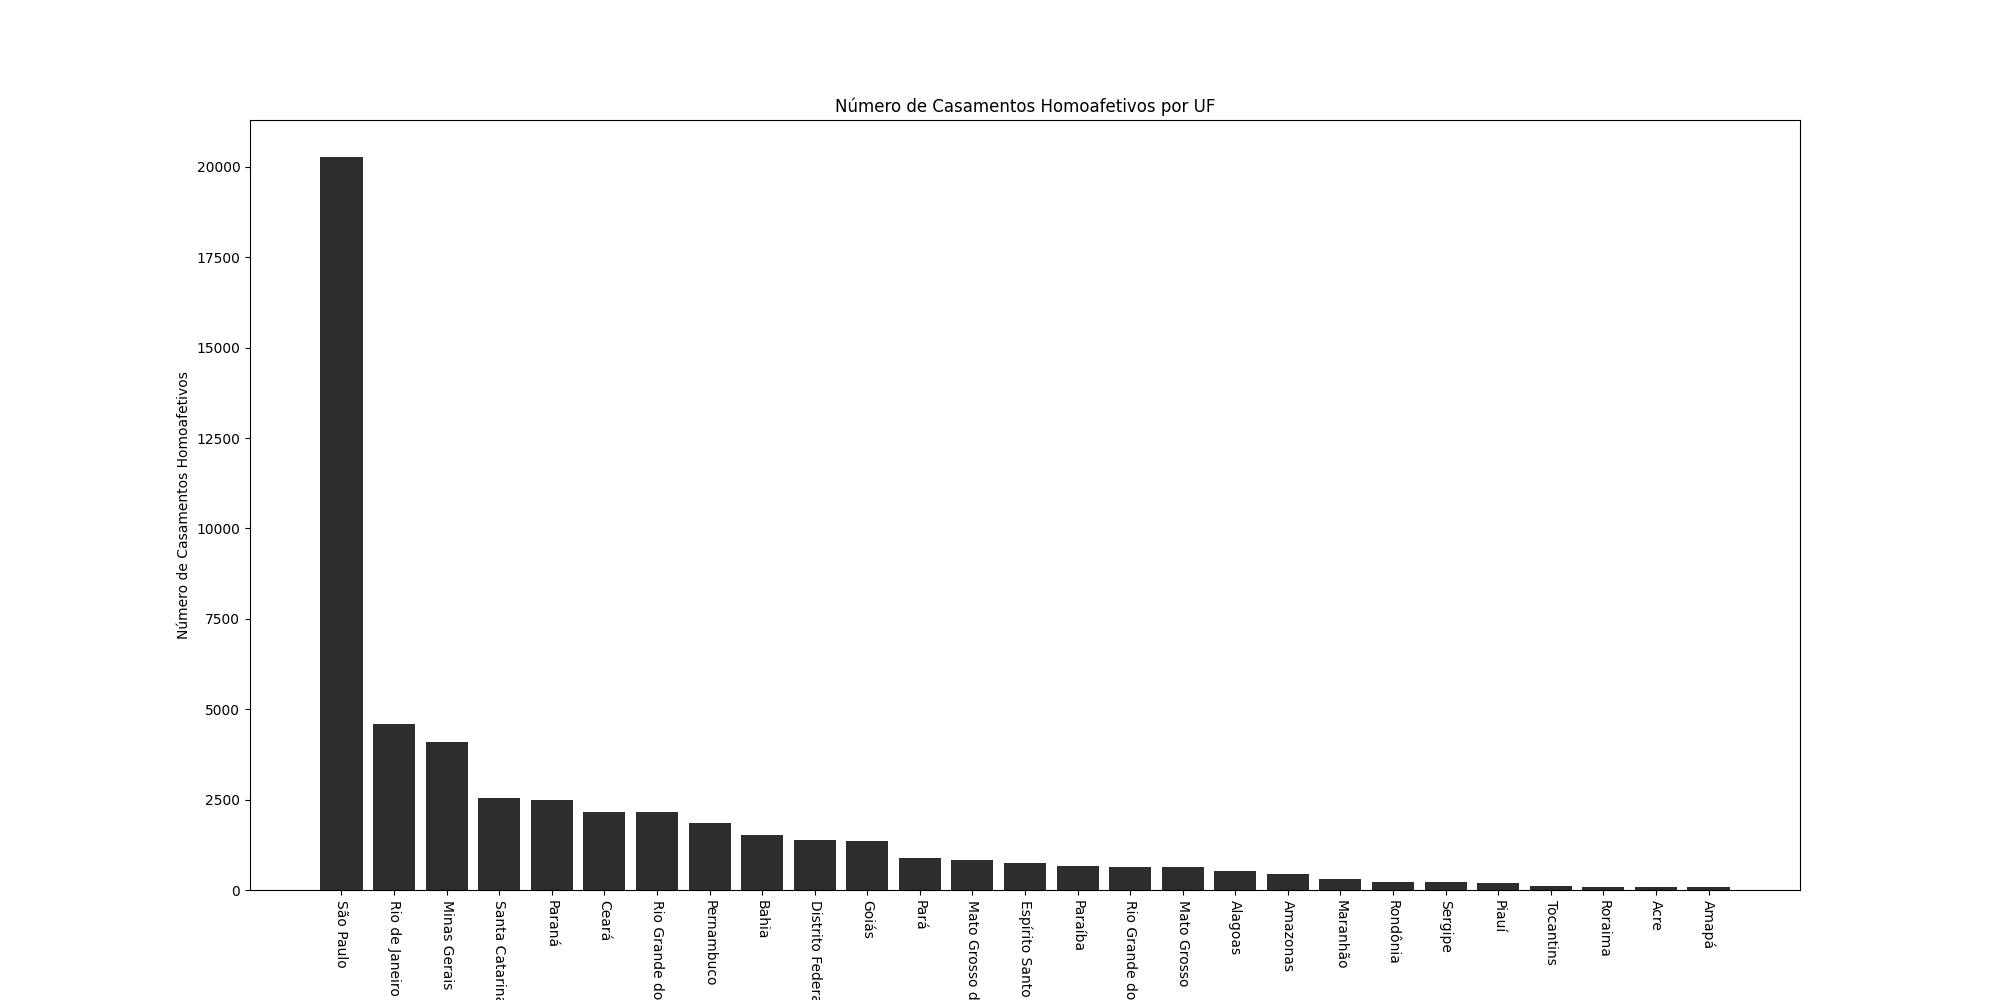 Número de Casamentos Homoafetivos por UF
Número de Casamentos Homoafetivos
20000
17500
15000
12500
10000
7500
5000
2500
0
São Paulo
Rio de Janeiro
Minas Gerais
Santa Catarina
Paraná
Ceará
Rio Grande do
Pernambuco
Bahia
Distrito Federa
Goiás
Pará
Mato Grosso d
Espírito Santo
Paraíba
Rio Grande do
Mato Grosso
Alagoas
Amazonas
Maranhão
Rondônia
Sergipe
Piauí
Tocantins
Roraima
Acre
Amapá